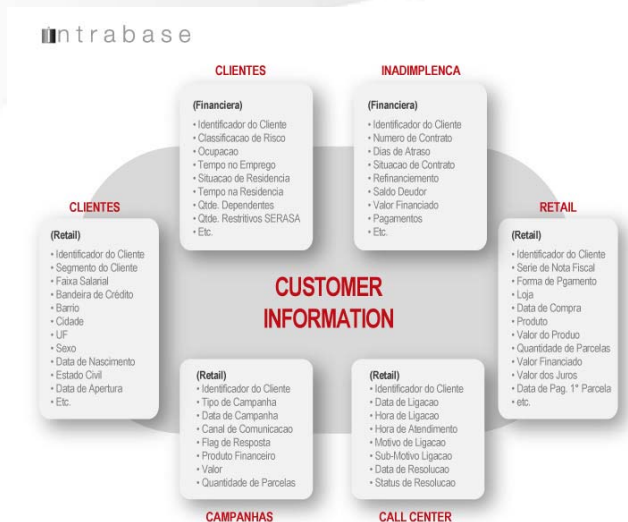 intrabase
CLIENTES
(Financiera)
• Identificador do Cliente
• Classificacao de Risco
• Ocupacao
• Tempo no Emprego
• Situacao de Residencia
• Tempo na Residencia
• Qtde. Dependentes
• Qtde. Restritivos SERASA
• Etc.
INADIMPLENCA
(Financiera)
• Identificador do Cliente
• Numero de Contrato
• Dias de Atraso
• Situacao de Contrato
• Refinanciemento
• Saldo Deudor
• Valor Financiado
• Pagamentos
• Etc.
CLIENTES
(Retail)
• Identificador do Cliente
• Segmento do Cliente
• Faixa Salarial
• Bandeira de Crédito
• Barrio
• Cidade
• UF
• Sexo
• Data de Nascimento
• Estado Civil
• Data de Apertura
• Etc.
CUSTOMER
INFORMATION
RETAIL
(Retail)
• Identificador do Cliente
• Serie de Nota Fiscal
• Forma de Pgamento
• Loja
• Data de Compra
• Produto
• Valor do Produo
• Quantidade de Parcelas
• Valor Financiado
• Valor dos Juros
• Data de Pag. 1ª Parcela
• etc.
(Retail)
• Identificador do Cliente
• Tipo de Campanha
• Data de Campanha
• Canal de Comunicacao
• Flag de Resposta
• Produto Financeiro
• Valor
• Quantidade de Parcelas
CAMPANHAS
(Retail)
• Identificador do Cliente
• Data de Ligacao
• Hora de Ligacao
• Hora de Atendimento
• Motivo de Ligacao
• Sub-Motivo Ligacao
• Data de Resolucao
• Status de Resolucao
CALL CENTER